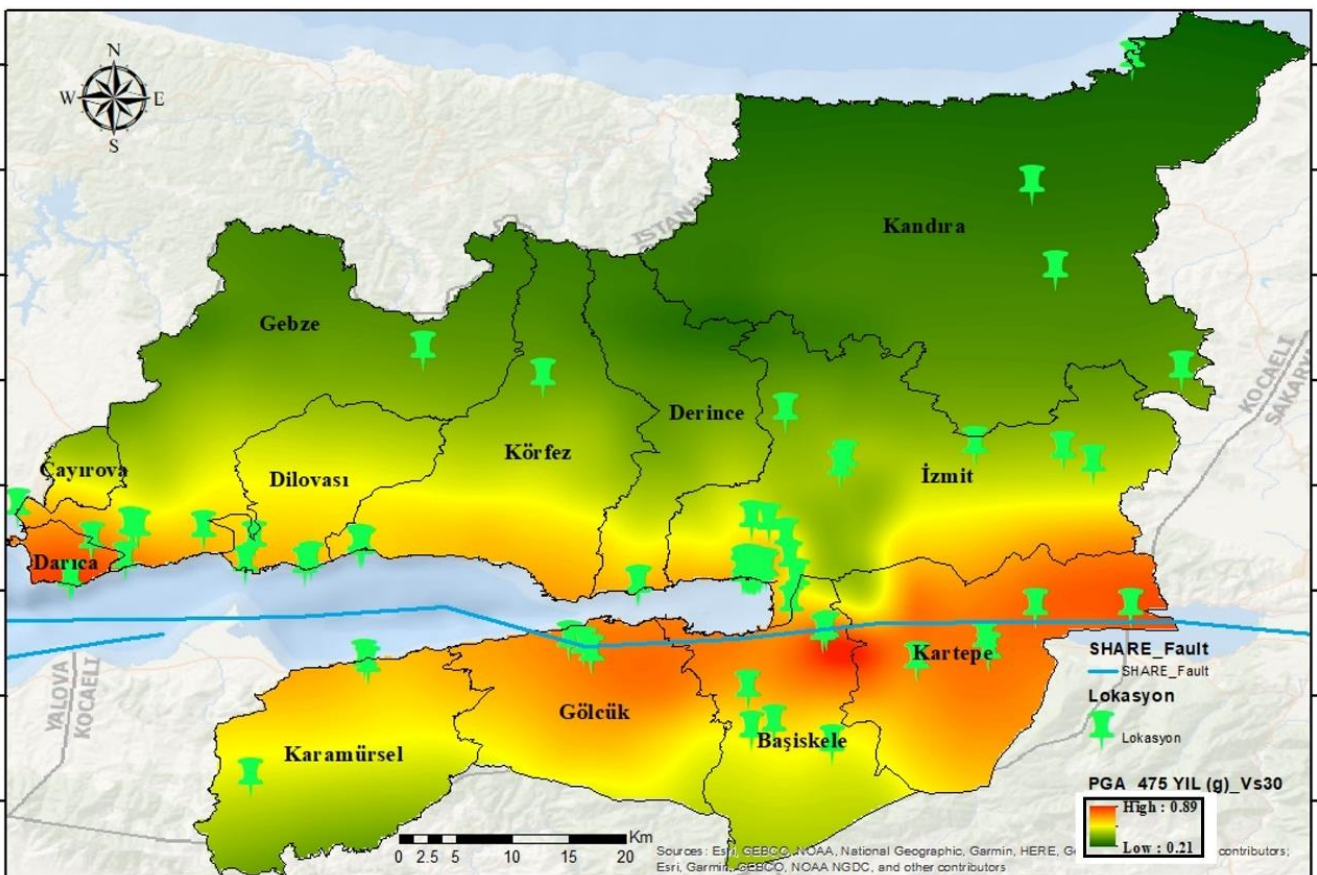 N
W E
S
ISTANBUL
Kandıra
Gebze
KOCAELİ
SAKARYA
Derince
Körfez
Çayırova
Dilovası
İzmit
Darıca
SHARE_Fault
SHARE_Fault
Kartepe
YALOVA
KOCAELİ
Lokasyon
Lokasyon
Gölcük
Başiskele
Karamürsel
PGA_475 YIL (g)_Vs30
High : 0.89
Low : 0.21
Km
0 2.5 5 10 15 20
Sources: Esri, GEBCO, NOAA, National Geographic, Garmin, HERE, contributors;
Esri, Garmin, GEBCO, NOAA NGDC, and other contributors